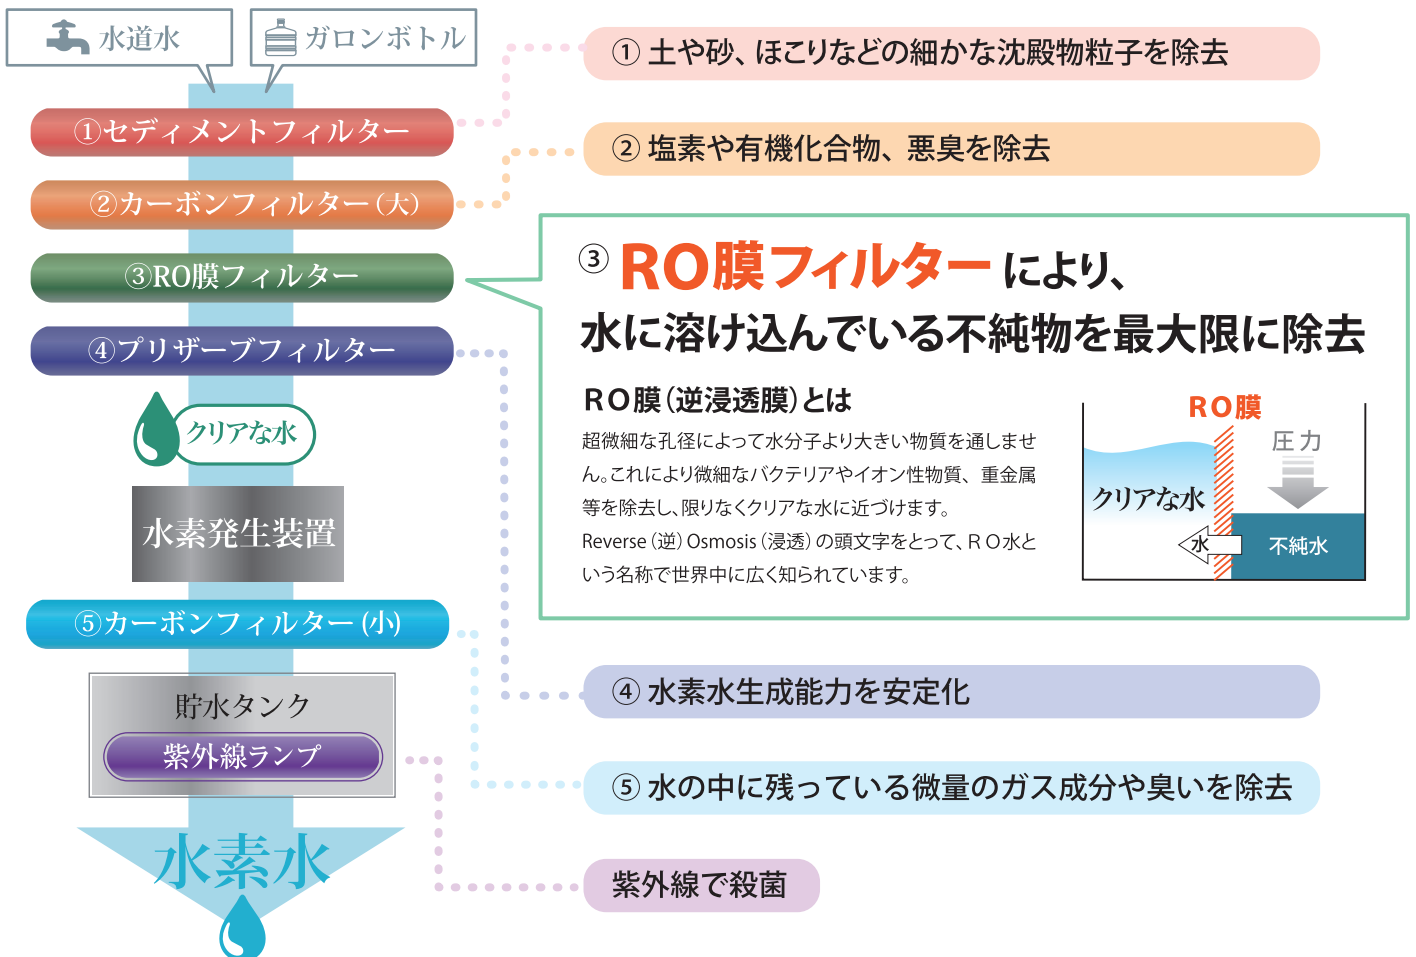 水道水
ガロンボトル
①セディメントフィルター
②カーボンフィルター（大）
③RO膜フィルター
④プリザーブフィルター
クリアな水
水素発生装置
⑤カーボンフィルター（小）
貯水タンク
紫外線ランプ
水素水
① 土や砂、ほこりなどの細かな沈殿物粒子を除去
② 塩素や有機化合物、悪臭を除去
③ RO膜フィルター により、
水に溶け込んでいる不純物を最大限に除去
ＲＯ膜（逆浸透膜）とは
超微細な孔径によって水分子より大きい物質を通しませ
ん。これにより微細なバクテリアやイオン性物質、重金属
等を除去し、限りなくクリアな水に近づけます。
Reverse（逆）Osmosis（浸透）の頭文字をとって、ＲＯ水と
いう名称で世界中に広く知られています。
RO膜
圧力
クリアな水
水
不純水
④ 水素水生成能力を安定化
⑤ 水の中に残っている微量のガス成分や臭いを除去
紫外線で殺菌